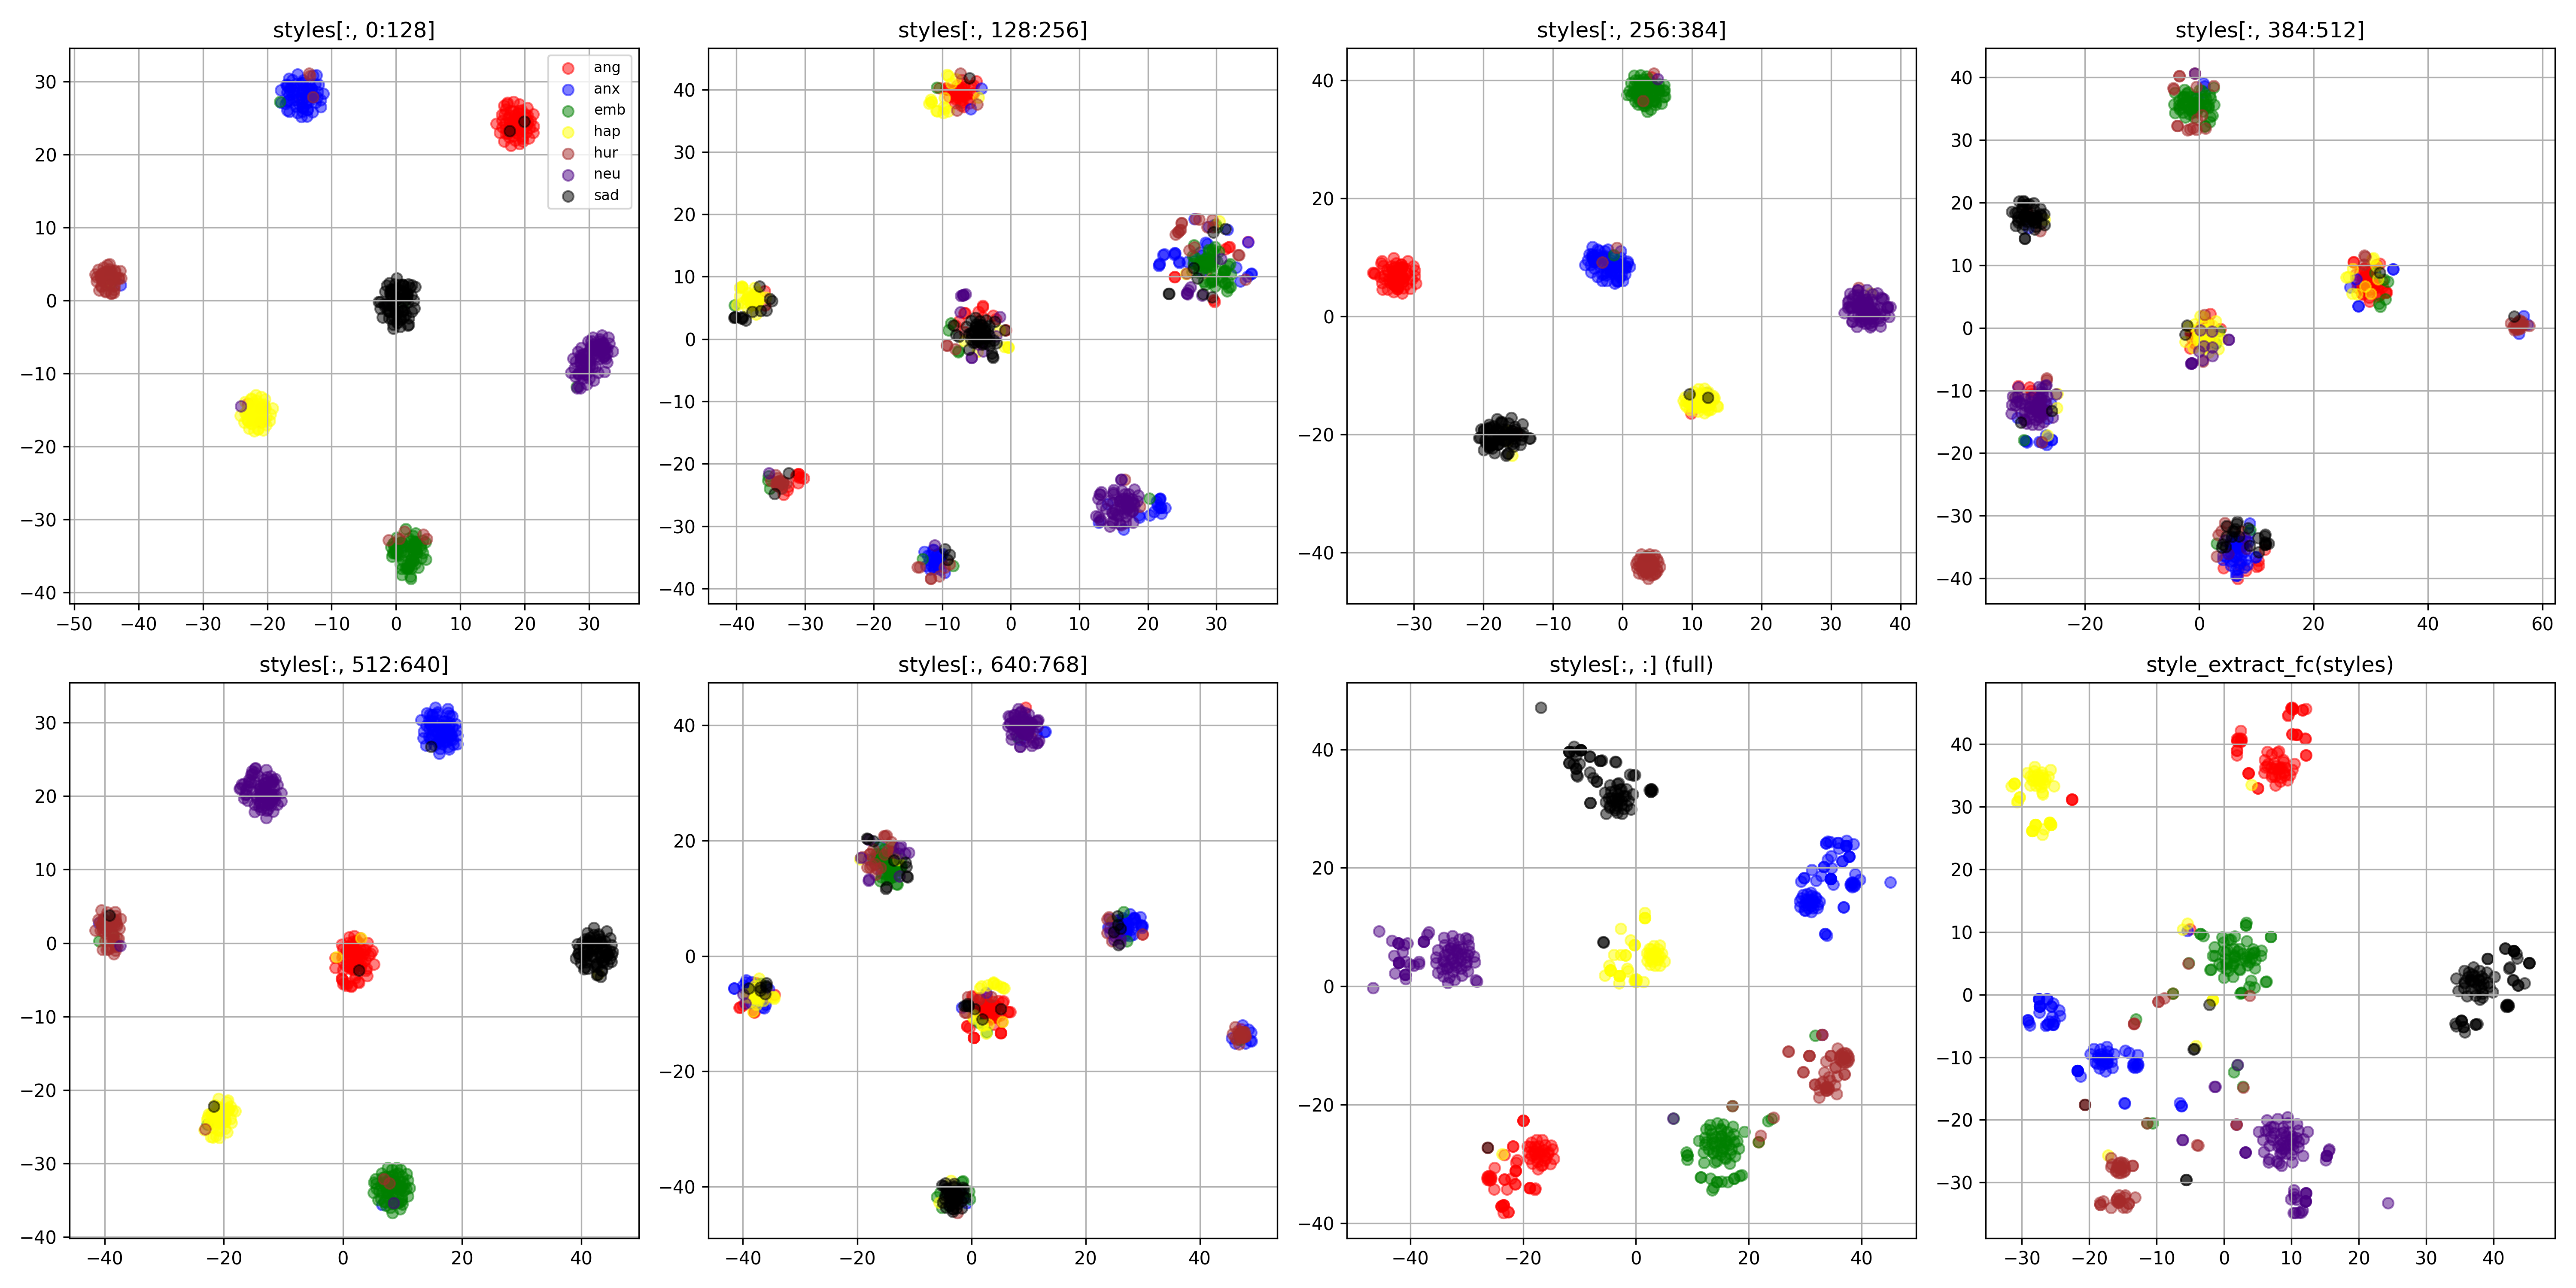 styles[:, 0:128]
30
20
10
0
−10
−20
−30
−40
−50 −40 −30 −20 −10 0 10 20 30
ang
anx
emb
hap
hur
neu
sad
styles[:, 128:256]
40
30
20
10
0
−10
−20
−30
−40
−40 −30 −20 −10 0 10 20 30
styles[:, 256:384]
40
20
0
−20
−40
−30 −20 −10 0 10 20 30 40
styles[:, 384:512]
40
30
20
10
0
−10
−20
−30
−40
−20 0 20 40 60
styles[:, 512:640]
30
20
10
0
−10
−20
−30
−40
−40 −20 0 20 40
styles[:, 640:768]
40
20
0
−20
−40
−40 −20 0 20 40
styles[:, :] (full)
40
20
0
−20
−40
−40 −20 0 20 40
style_extract_fc(styles)
40
30
20
10
0
−10
−20
−30
−30 −20 −10 0 10 20 30 40